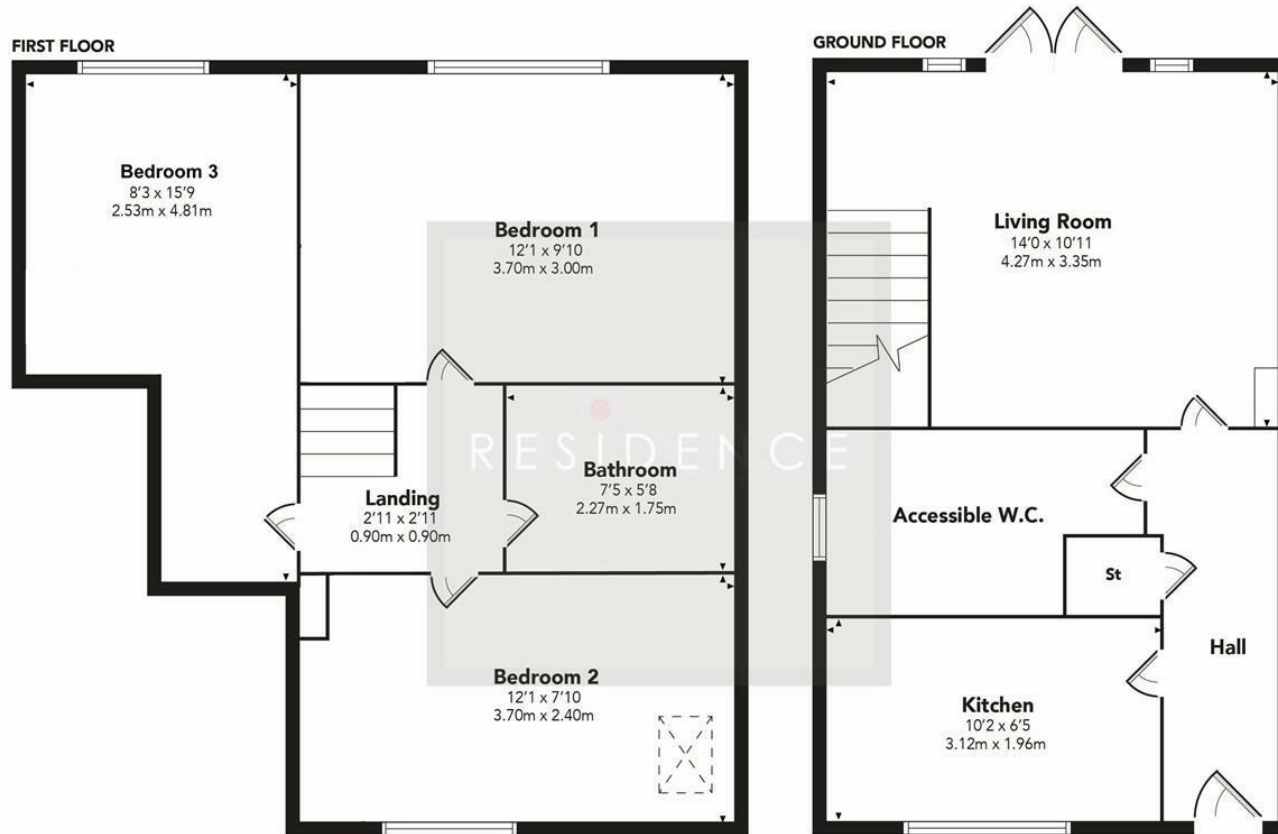 FIRST FLOOR
Bedroom 3
8'3 x 15'9
2.53m x 4.81m
Bedroom 1
12'1 x 9'10
3.70m x 3.00m
RESIDENCE
Bathroom
7'5 x 5'8
2.27m x 1.75m
Landing
2'11 x 2'11
0.90m x 0.90m
Bedroom 2
12'1 x 7'10
3.70m x 2.40m
GROUND FLOOR
Living Room
14'0 x 10'11
4.27m x 3.35m
Accessible W.C.
St
Hall
Kitchen
10'2 x 6'5
3.12m x 1.96m